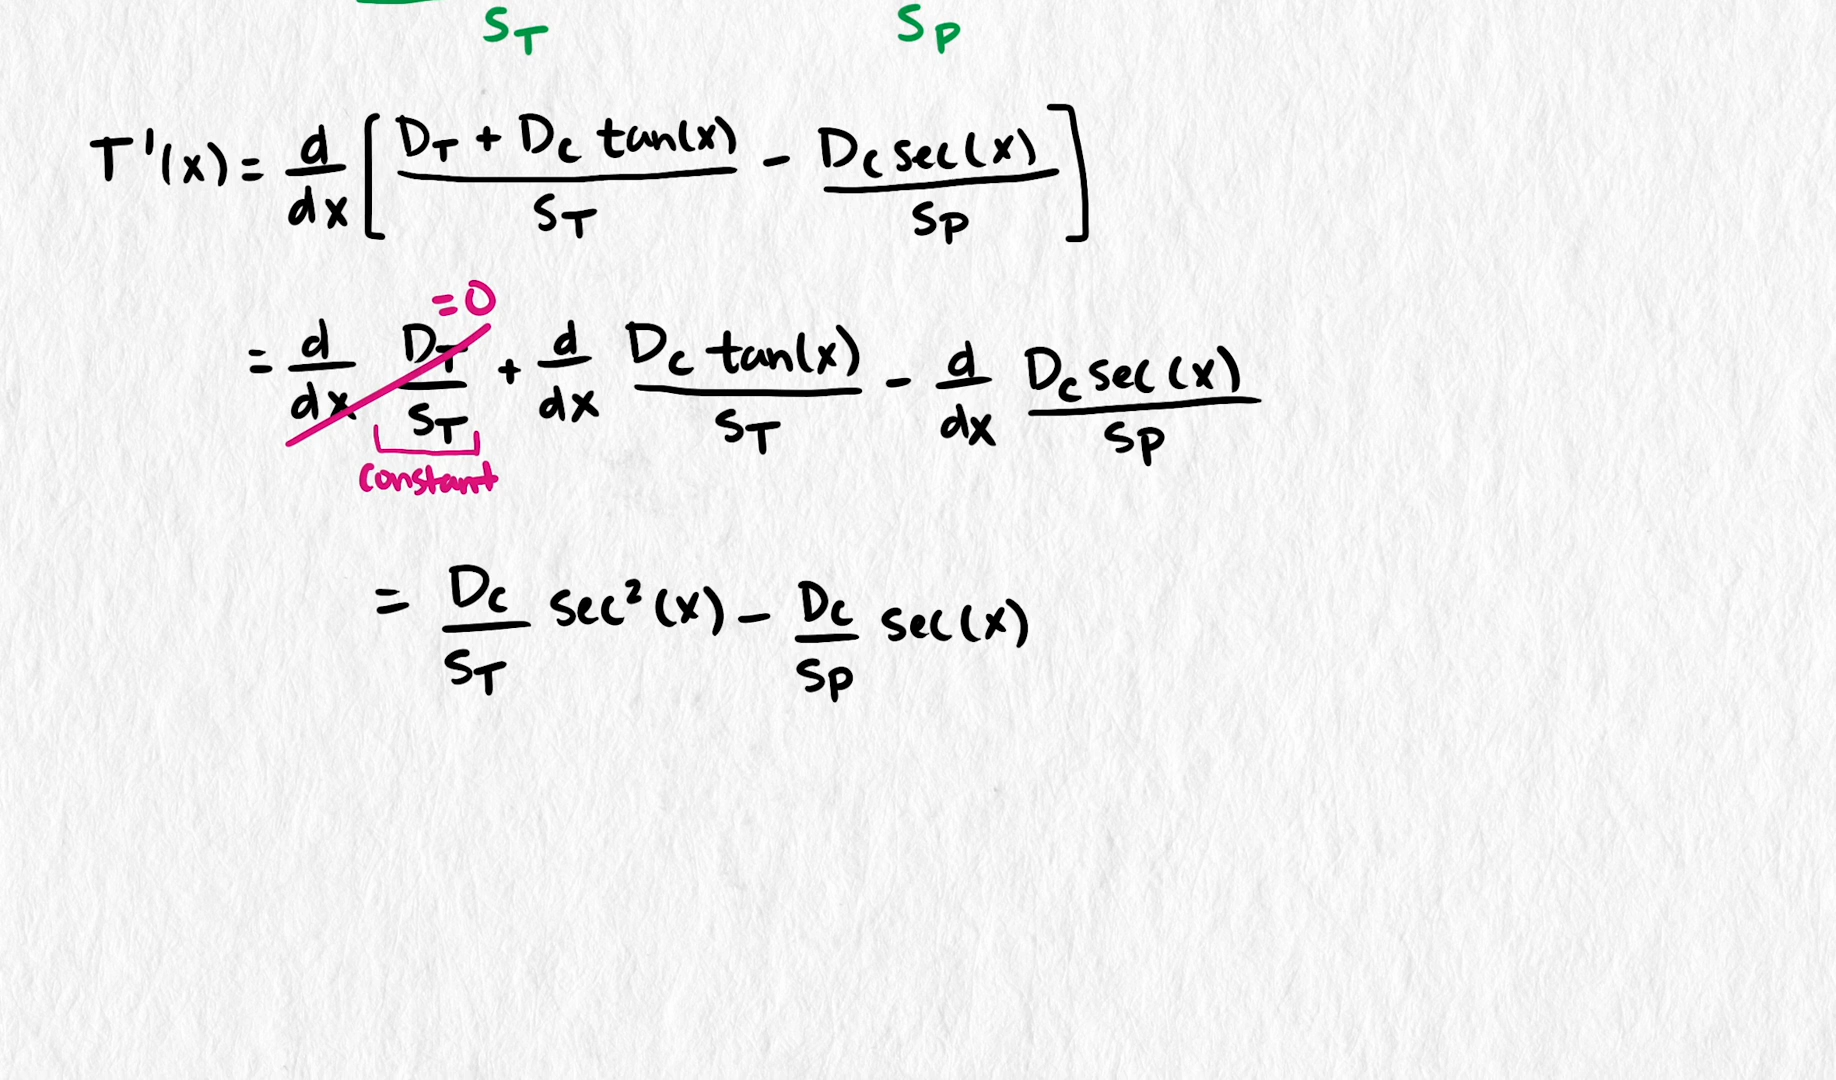 S_T S_P
T'(x) = d/dx [ (D_T + D_C tan(x))/S_T - (D_C sec(x))/S_P ]
=0
= d/dx D_T/S_T + d/dx (D_C tan(x))/S_T - d/dx (D_C sec(x))/S_P
constant
= D_C/S_T sec²(x) - D_C/S_P sec(x)